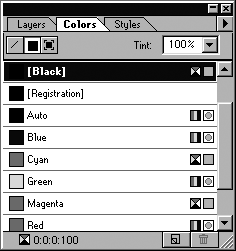 Layers Colors Styles
Tint: 100%
[Black]
[Registration]
Auto
Blue
Cyan
Green
Magenta
Red
0:0:0:100